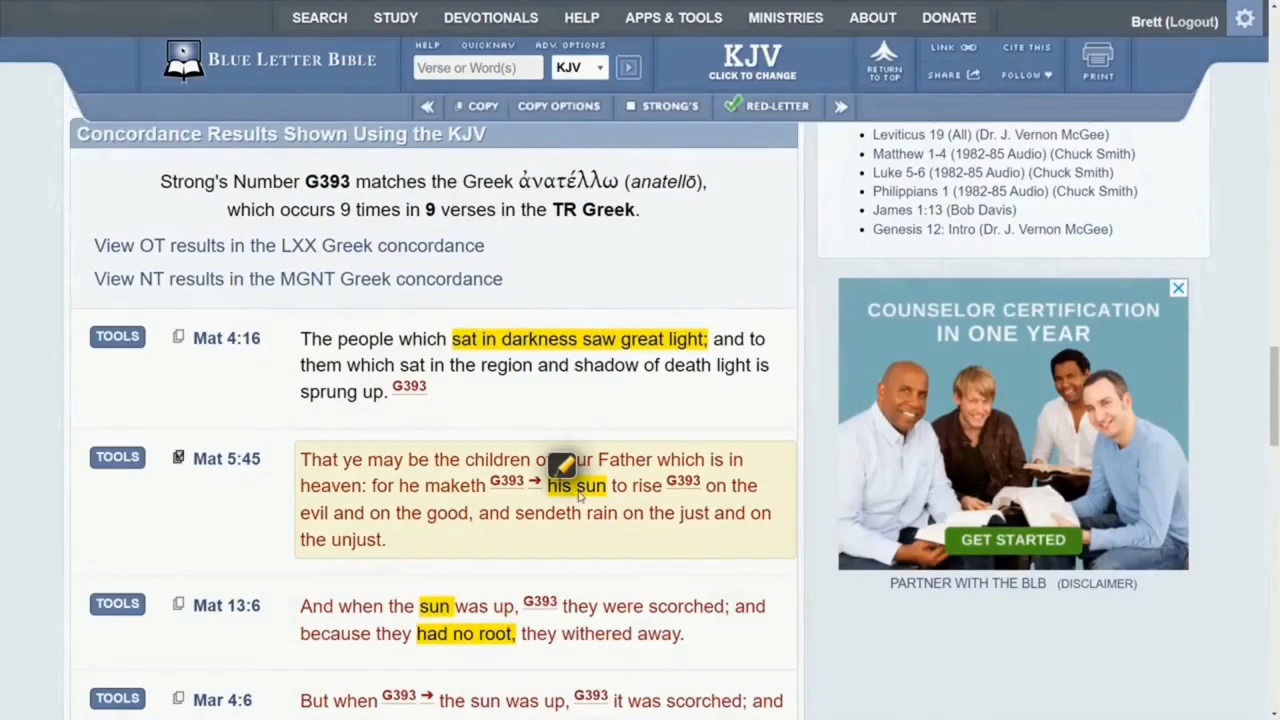 SEARCH STUDY DEVOTIONALS HELP APPS & TOOLS MINISTRIES ABOUT DONATE
Brett (Logout)
BLUE LETTER BIBLE
HELP QUICKNAV ADV. OPTIONS
Verse or Word(s) KJV
KJV
CLICK TO CHANGE
RETURN
TO TOP
LINK CITE THIS
SHARE FOLLOW
PRINT
COPY COPY OPTIONS STRONG'S RED-LETTER
Concordance Results Shown Using the KJV
Strong's Number G393 matches the Greek ἀνατέλλω (anatellō),
which occurs 9 times in 9 verses in the TR Greek.
View OT results in the LXX Greek concordance
View NT results in the MGNT Greek concordance
TOOLS Mat 4:16 The people which sat in darkness saw great light; and to
them which sat in the region and shadow of death light is
sprung up. G393
TOOLS Mat 5:45 That ye may be the children ur Father which is in
heaven: for he maketh G393 → his sun to rise G393 on the
evil and on the good, and sendeth rain on the just and on
the unjust.
TOOLS Mat 13:6 And when the sun was up, G393 they were scorched; and
because they had no root, they withered away.
TOOLS Mar 4:6 But when G393 → the sun was up, G393 it was scorched; and
Leviticus 19 (All) (Dr. J. Vernon McGee)
Matthew 1-4 (1982-85 Audio) (Chuck Smith)
Luke 5-6 (1982-85 Audio) (Chuck Smith)
Philippians 1 (1982-85 Audio) (Chuck Smith)
James 1:13 (Bob Davis)
Genesis 12: Intro (Dr. J. Vernon McGee)
COUNSELOR CERTIFICATION
IN ONE YEAR
GET STARTED
PARTNER WITH THE BLB (DISCLAIMER)